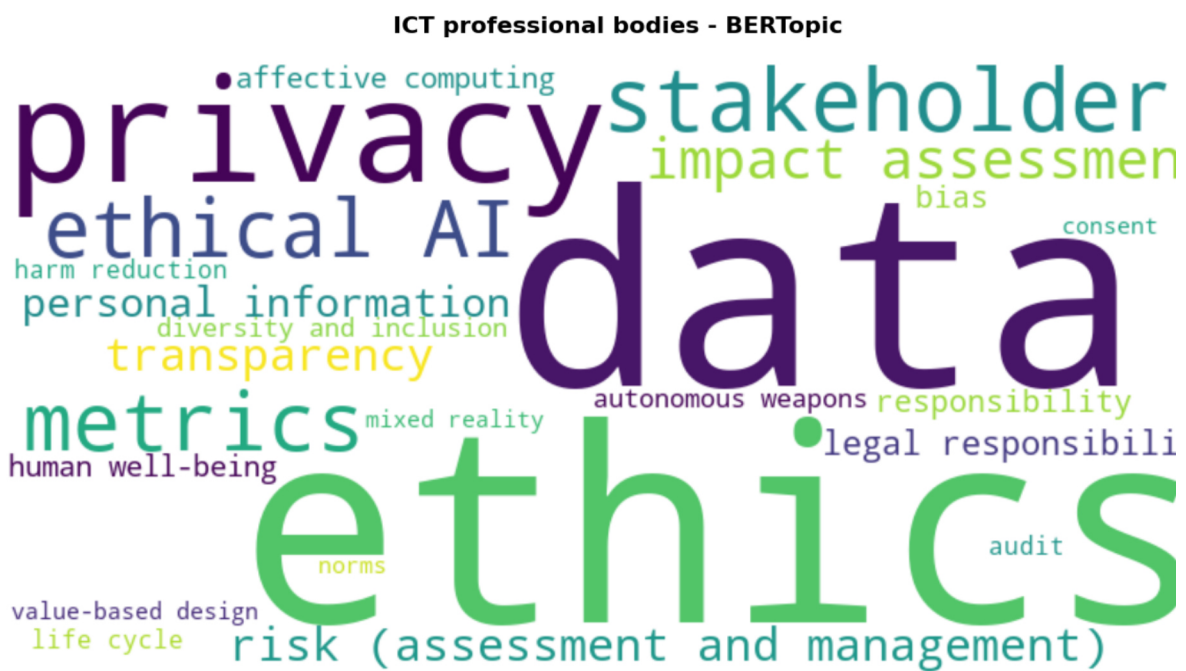 ICT professional bodies - BERTopic
affective computing
privacy
stakeholder
impact assessmen
bias
ethical AI
data
consent
harm reduction
personal information
diversity and inclusion
transparency
autonomous weapons
responsibility
metrics
mixed reality
legal responsibili
human well-being
ethics
audit
norms
value-based design
life cycle
risk (assessment and management)